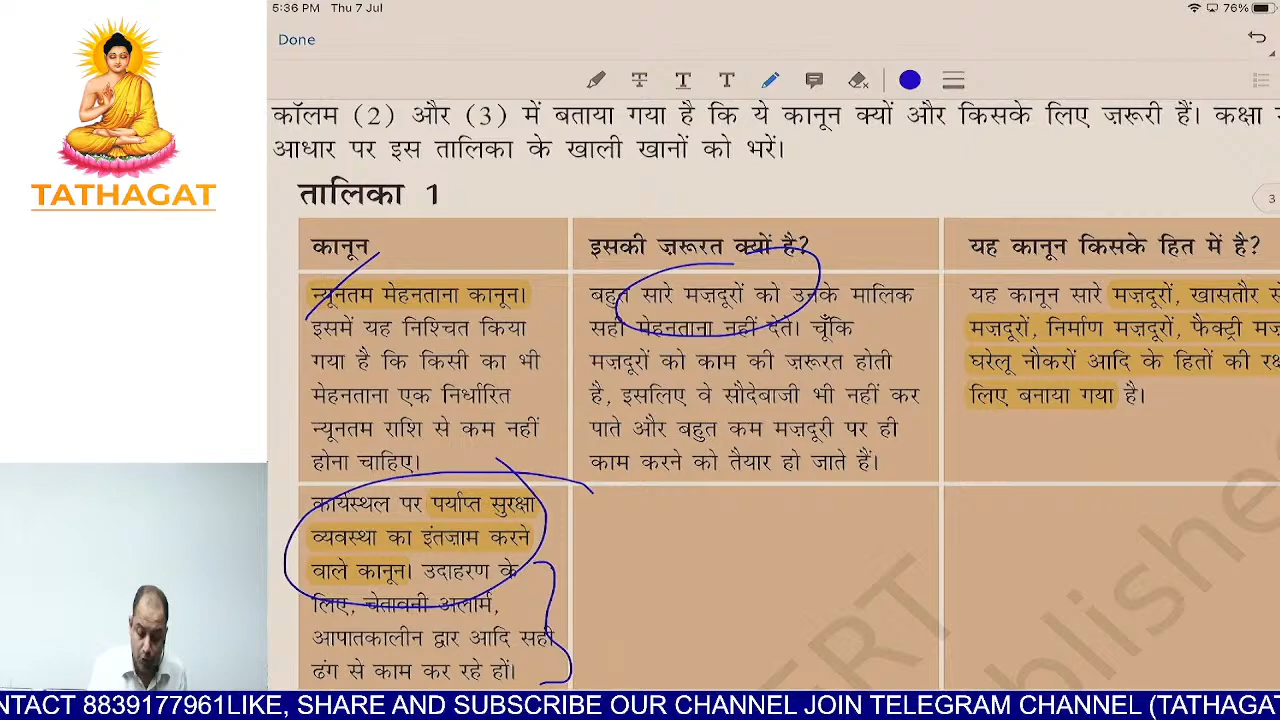 5:36 PM Thu 7 Jul
76%
Done
TATHAGAT
कॉलम (2) और (3) में बताया गया है कि ये कानून क्यों और किसके लिए ज़रूरी हैं। कक्षा
आधार पर इस तालिका के खाली खानों को भरें।
तालिका 1
3
कानून
इसकी ज़रूरत क्यों है?
यह कानून किसके हित में है?
न्यूनतम मेहनताना कानून।
इसमें यह निश्चित किया
गया है कि किसी का भी
मेहनताना एक निर्धारित
न्यूनतम राशि से कम नहीं
होना चाहिए।
बहुत सारे मज़दूरों को उनके मालिक
सही मेहनताना नहीं देते। चूँकि
मज़दूरों को काम की ज़रूरत होती
है, इसलिए वे सौदेबाजी भी नहीं कर
पाते और बहुत कम मज़दूरी पर ही
काम करने को तैयार हो जाते हैं।
यह कानून सारे मज़दूरों, खासतौर
मज़दूरों, निर्माण मज़दूरों, फैक्ट्री
घरेलू नौकरों आदि के हितों की
लिए बनाया गया है।
कार्यस्थल पर पर्याप्त सुरक्षा
व्यवस्था का इंतज़ाम करने
वाले कानून। उदाहरण के
लिए, चेतावनी अलार्म,
आपातकालीन द्वार आदि सही
ढंग से काम कर रहे हों।
NTACT 8839177961LIKE, SHARE AND SUBSCRIBE OUR CHANNEL JOIN TELEGRAM CHANNEL (TATHAGAT